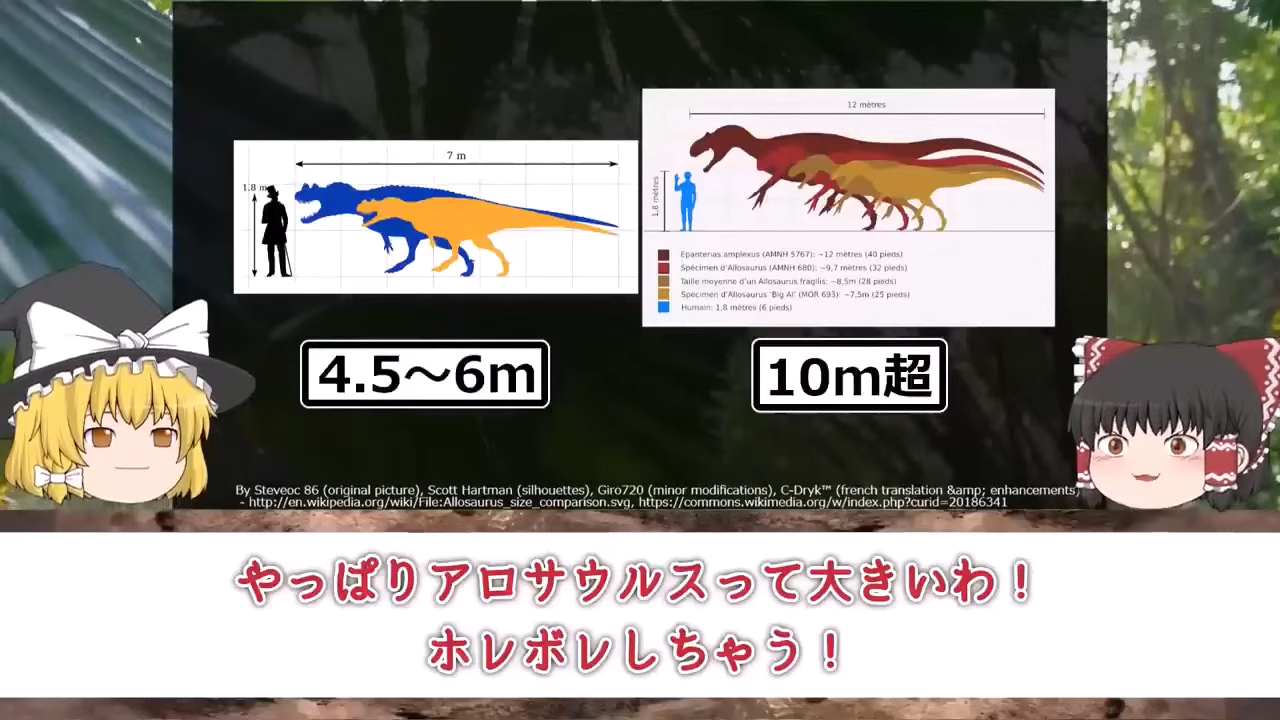 7 m
1.8 m
12 mètres
1,8 mètres
Epanterias amplexus (AMNH 5767): ~12 mètres (40 pieds)
Spécimen d'Allosaurus (AMNH 680): ~9,7 mètres (32 pieds)
Taille moyenne d'un Allosaurus fragilis: ~8,5m (28 pieds)
Specimen d'Allosaurus 'Big Al' (MOR 693): ~7,5m (25 pieds)
Humain: 1,8 mètres (6 pieds)
4.5～6m
10m超
By Steveoc 86 (original picture), Scott Hartman (silhouettes), Giro720 (minor modifications), C-Dryk™ (french translation &amp; enhancements)
- http://en.wikipedia.org/wiki/File:Allosaurus_size_comparison.svg, https://commons.wikimedia.org/w/index.php?curid=20186341
やっぱりアロサウルスって大きいわ！
ホレボレしちゃう！